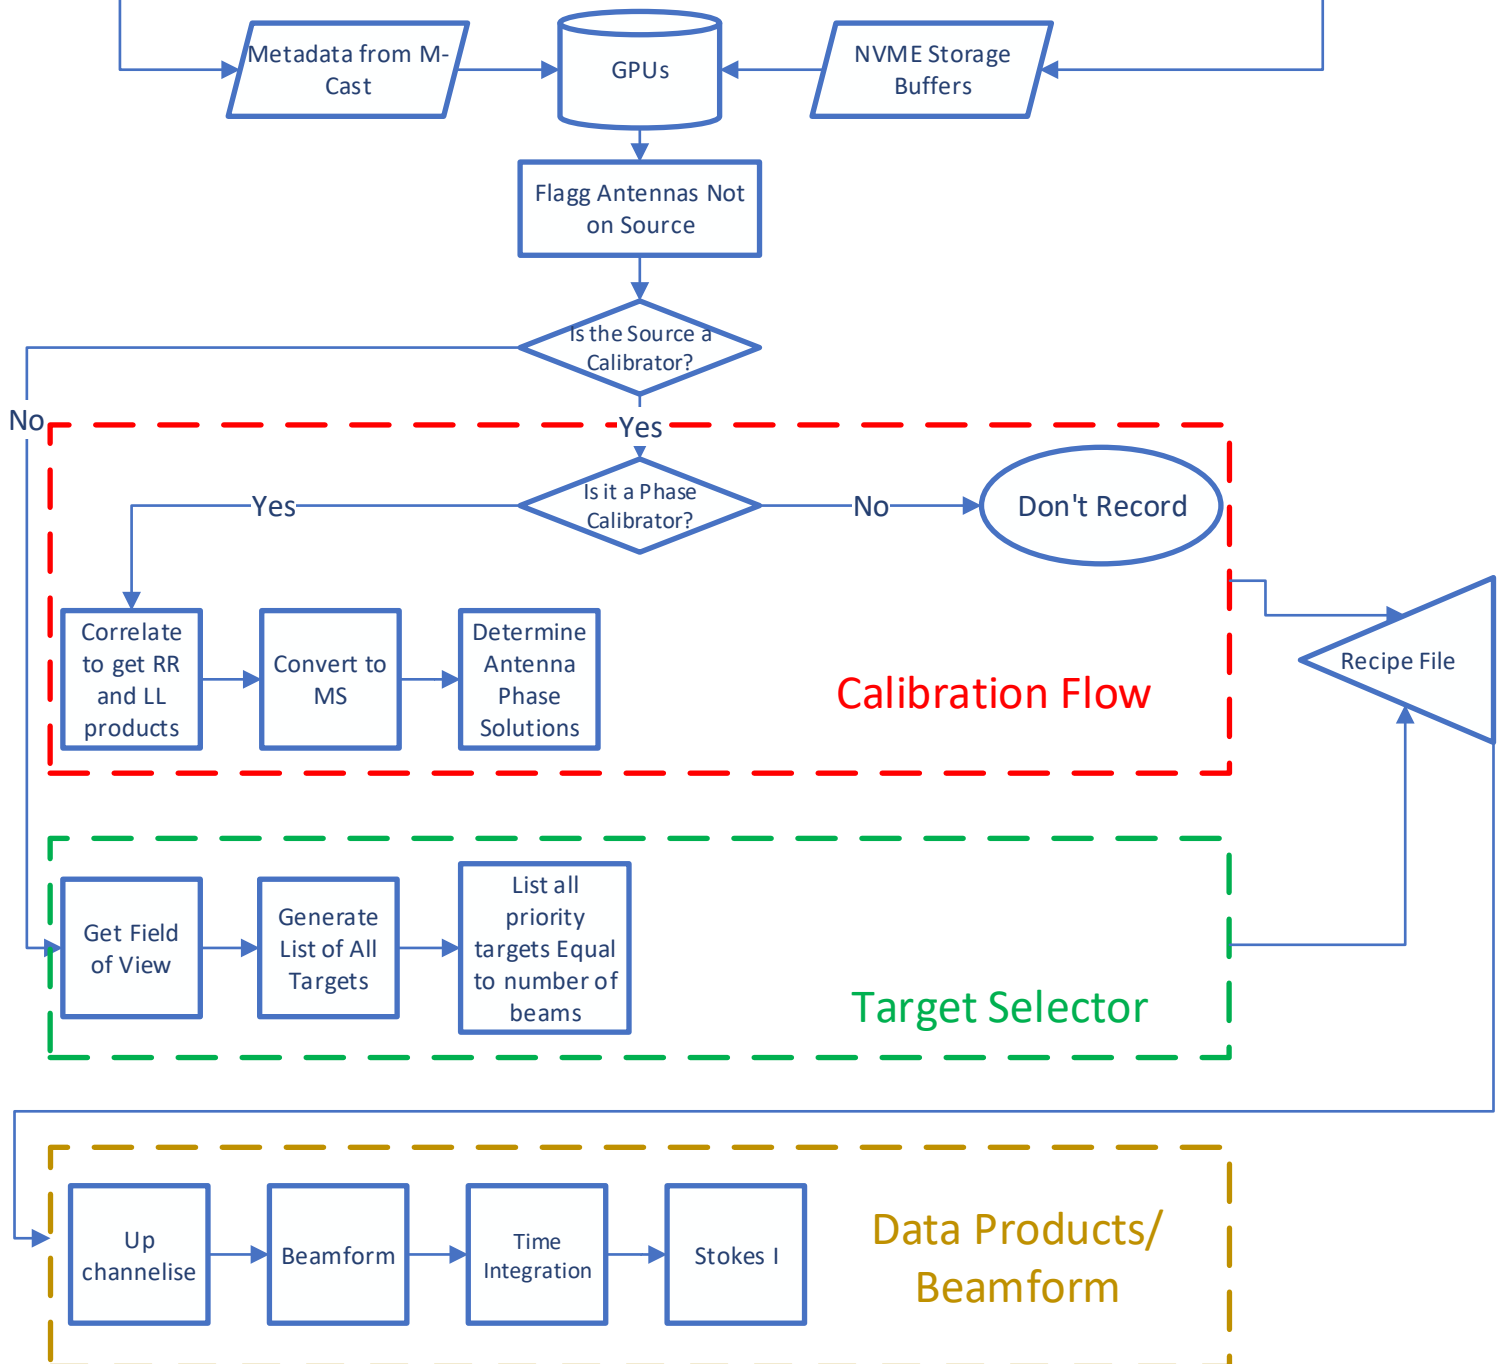 Metadata from M-
Cast
GPUs
NVME Storage
Buffers
Flagg Antennas Not
on Source
Is the Source a
Calibrator?
No
Yes
Is it a Phase
Calibrator?
Yes
No
Don't Record
Correlate
to get RR
and LL
products
Convert to
MS
Determine
Antenna
Phase
Solutions
Calibration Flow
Recipe File
Get Field
of View
Generate
List of All
Targets
List all
priority
targets Equal
to number of
beams
Target Selector
Up
channelise
Beamform
Time
Integration
Stokes I
Data Products/
Beamform